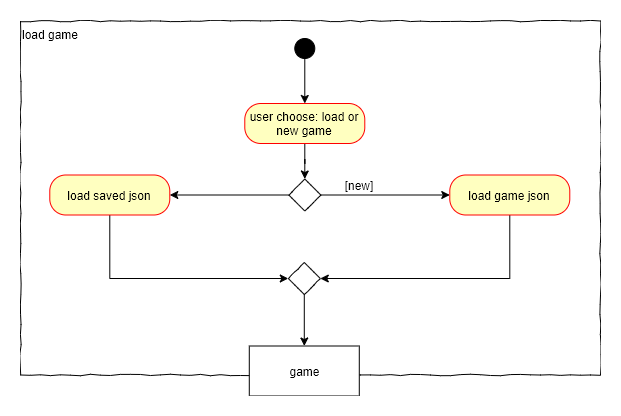 load game
user choose: load or
new game
[new]
load saved json
load game json
game